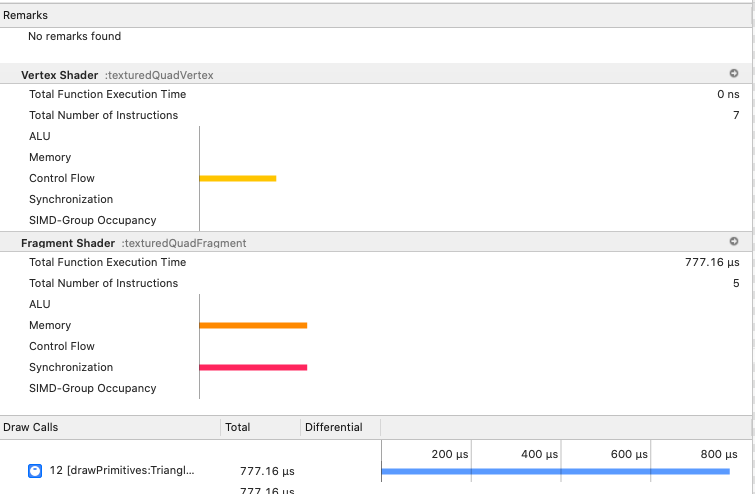 Remarks
No remarks found
Vertex Shader :texturedQuadVertex
Total Function Execution Time 0 ns
Total Number of Instructions 7
ALU
Memory
Control Flow
Synchronization
SIMD-Group Occupancy
Fragment Shader :texturedQuadFragment
Total Function Execution Time 777.16 µs
Total Number of Instructions 5
ALU
Memory
Control Flow
Synchronization
SIMD-Group Occupancy
Draw Calls Total Differential
200 µs 400 µs 600 µs 800 µs
12 [drawPrimitives:Triangl... 777.16 µs
777.16 µs